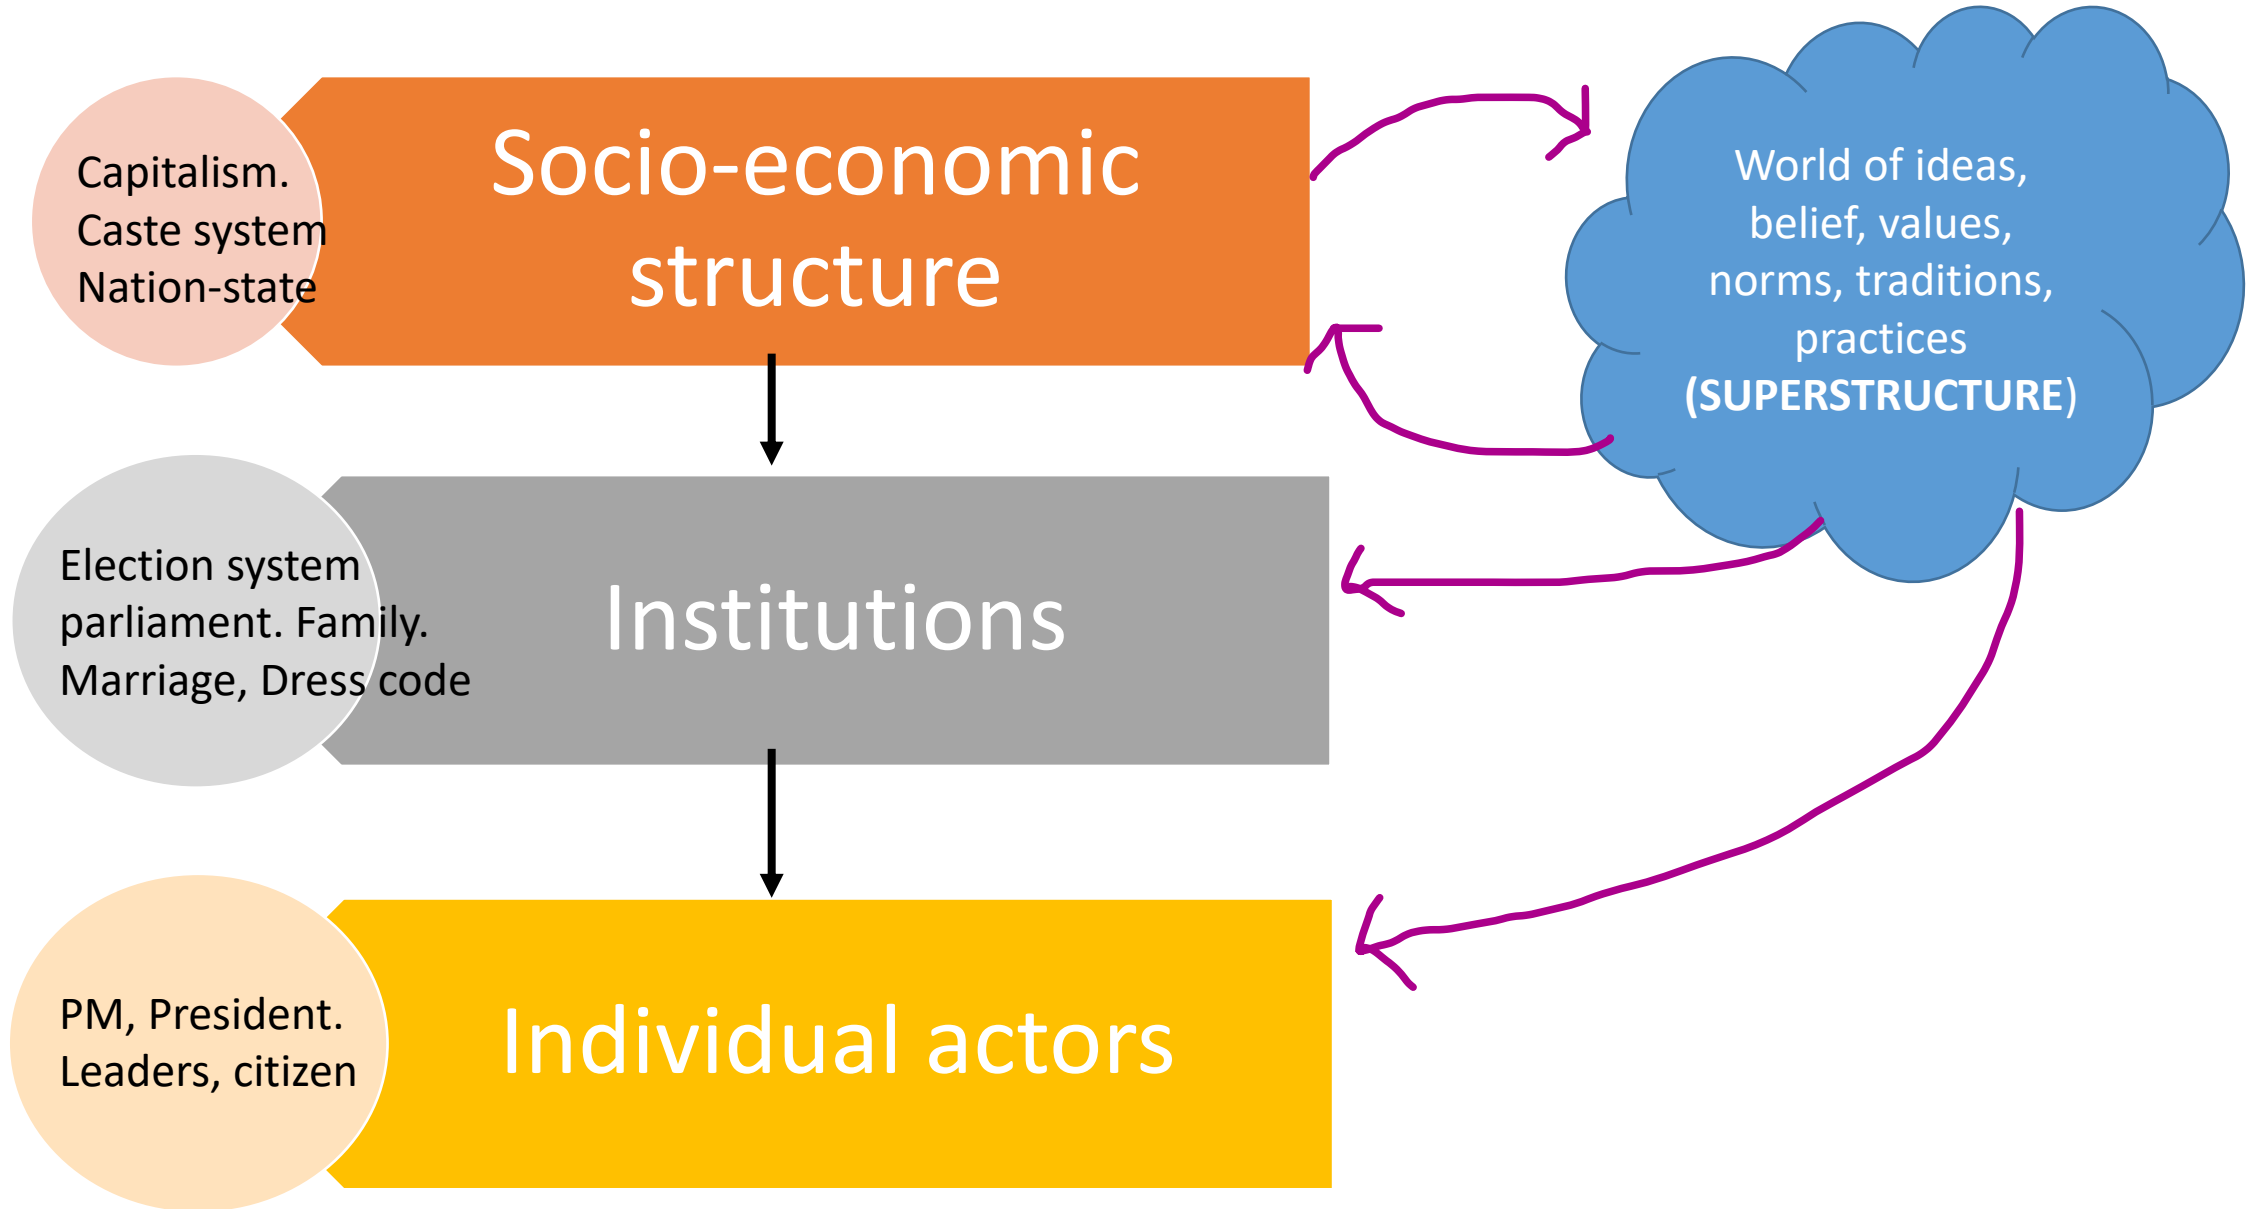 Capitalism.
Caste system
Nation-state
Socio-economic
structure
World of ideas,
belief, values,
norms, traditions,
practices
(SUPERSTRUCTURE)
Election system
parliament. Family.
Marriage, Dress code
Institutions
PM, President.
Leaders, citizen
Individual actors